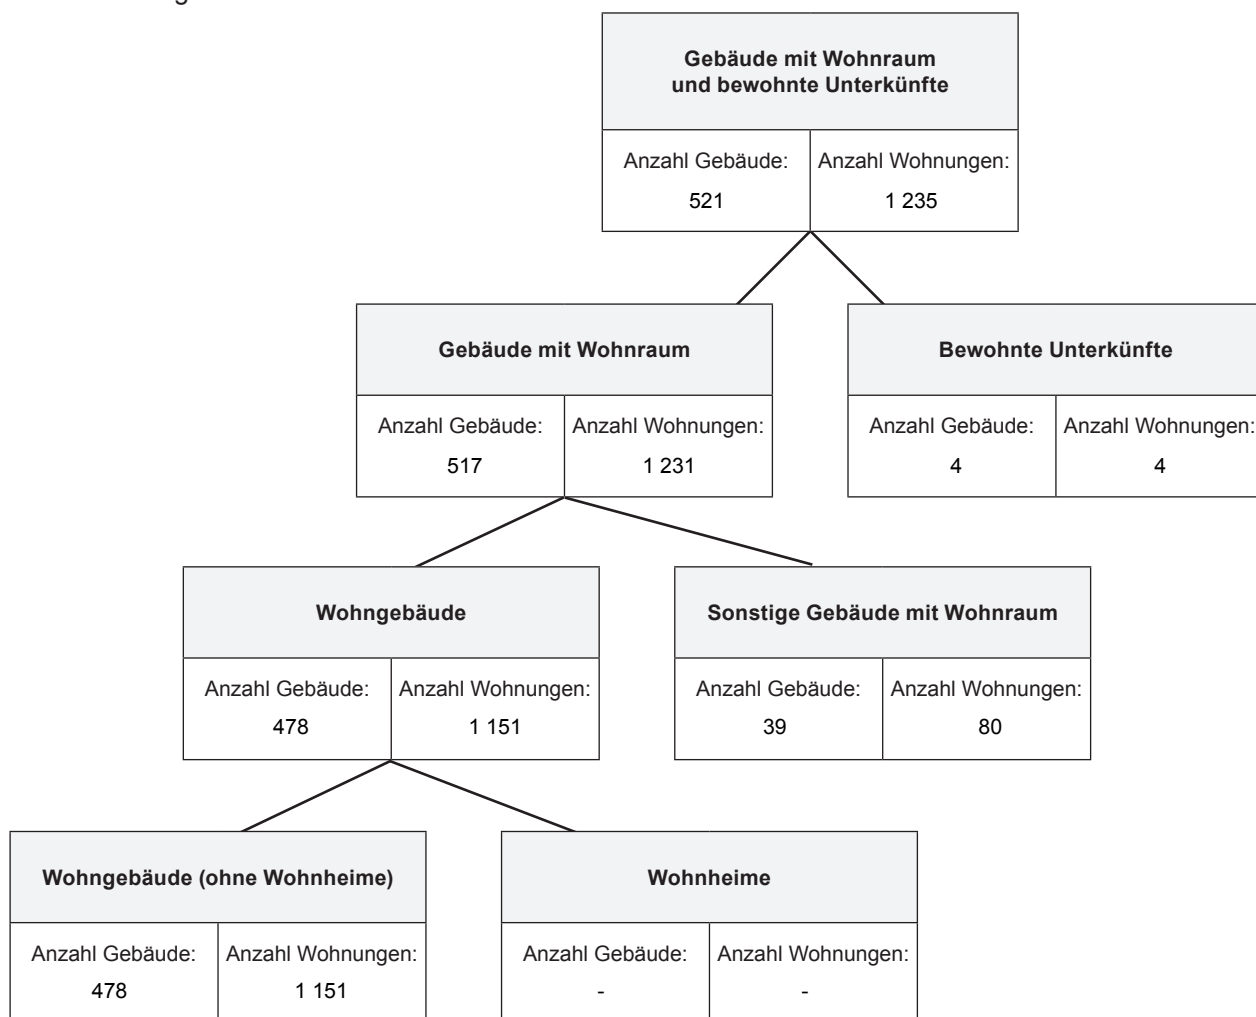 Gebäude mit Wohnraum
und bewohnte Unterkünfte
Anzahl Gebäude:
Anzahl Wohnungen:
521
1 235
Gebäude mit Wohnraum
Bewohnte Unterkünfte
Anzahl Gebäude:
Anzahl Wohnungen:
Anzahl Gebäude:
Anzahl Wohnungen:
517
1 231
4
4
Wohngebäude
Sonstige Gebäude mit Wohnraum
Anzahl Gebäude:
Anzahl Wohnungen:
Anzahl Gebäude:
Anzahl Wohnungen:
478
1 151
39
80
Wohngebäude (ohne Wohnheime)
Wohnheime
Anzahl Gebäude:
Anzahl Wohnungen:
Anzahl Gebäude:
Anzahl Wohnungen:
478
1 151
-
-